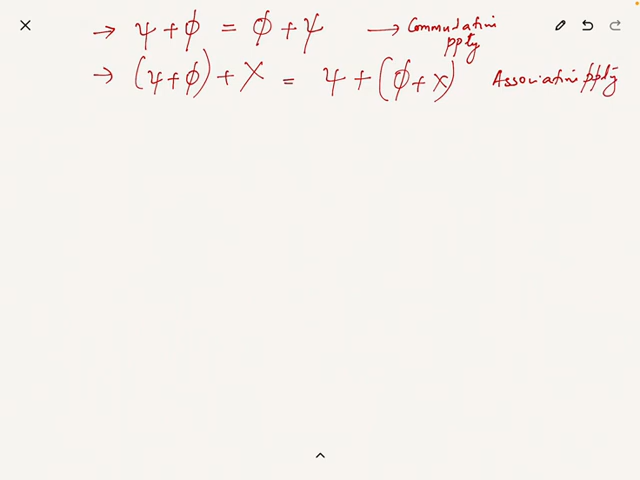 → ψ + ϕ = ϕ + ψ → Commutative ppty
→ (ψ + ϕ) + χ = ψ + (ϕ + χ) Associative ppty